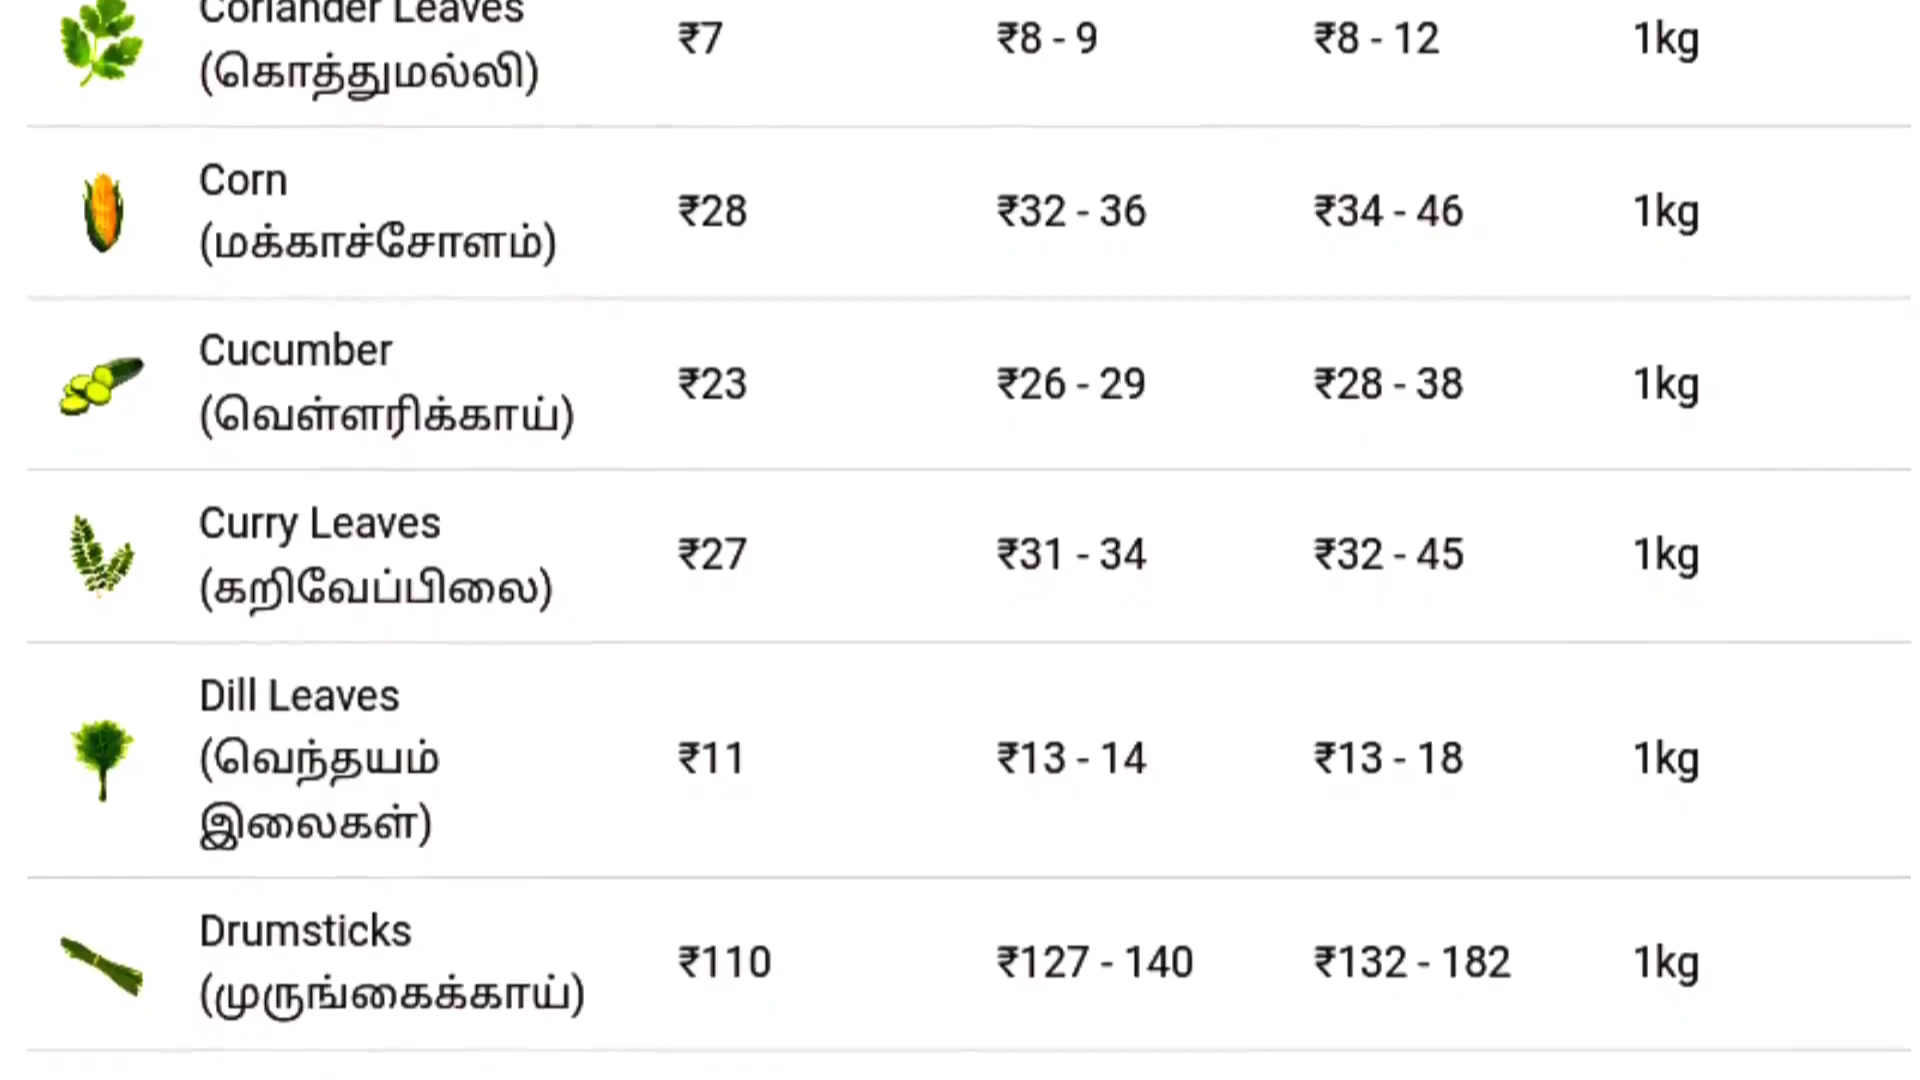 Coriander Leaves
(கொத்துமல்லி)
₹7
₹8 - 9
₹8 - 12
1kg
Corn
(மக்காச்சோளம்)
₹28
₹32 - 36
₹34 - 46
1kg
Cucumber
(வெள்ளரிக்காய்)
₹23
₹26 - 29
₹28 - 38
1kg
Curry Leaves
(கறிவேப்பிலை)
₹27
₹31 - 34
₹32 - 45
1kg
Dill Leaves
(வெந்தயம்
இலைகள்)
₹11
₹13 - 14
₹13 - 18
1kg
Drumsticks
(முருங்கைக்காய்)
₹110
₹127 - 140
₹132 - 182
1kg